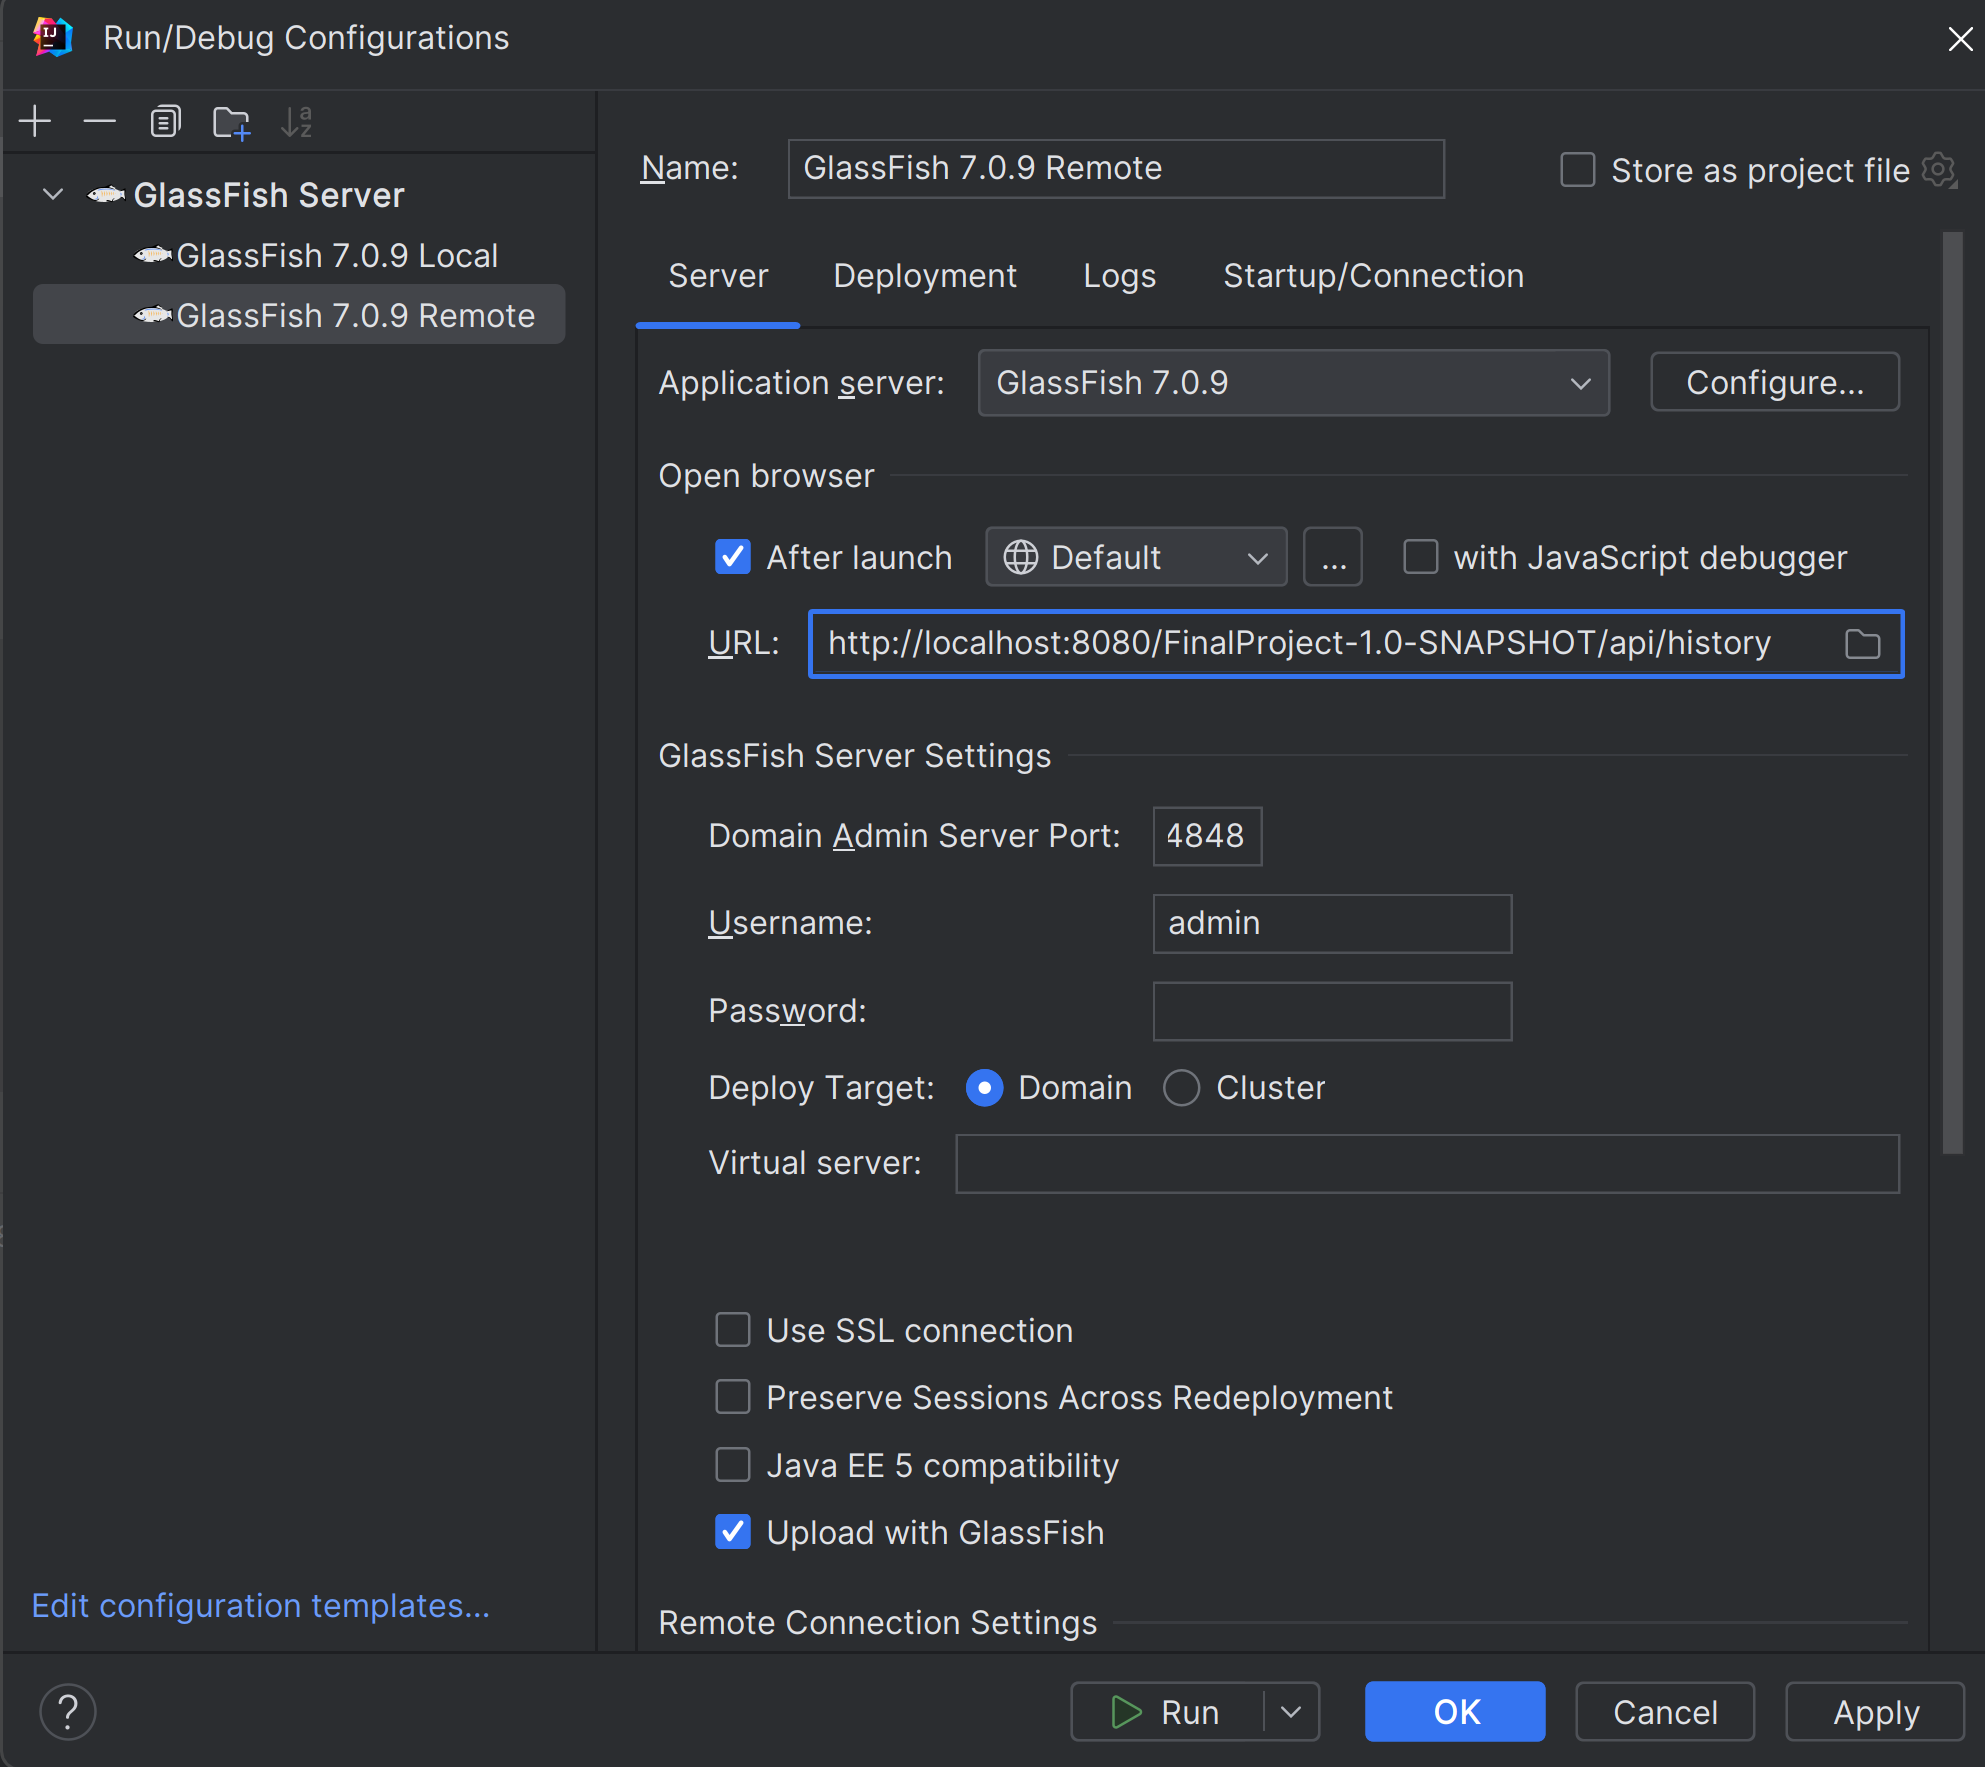 Run/Debug Configurations
GlassFish Server
GlassFish 7.0.9 Local
GlassFish 7.0.9 Remote
Edit configuration templates...
Name: GlassFish 7.0.9 Remote Store as project file
Server Deployment Logs Startup/Connection
Application server: GlassFish 7.0.9 Configure...
Open browser
After launch Default ... with JavaScript debugger
URL: http://localhost:8080/FinalProject-1.0-SNAPSHOT/api/history
GlassFish Server Settings
Domain Admin Server Port: 4848
Username: admin
Password:
Deploy Target: Domain Cluster
Virtual server:
Use SSL connection
Preserve Sessions Across Redeployment
Java EE 5 compatibility
Upload with GlassFish
Remote Connection Settings
? Run OK Cancel Apply